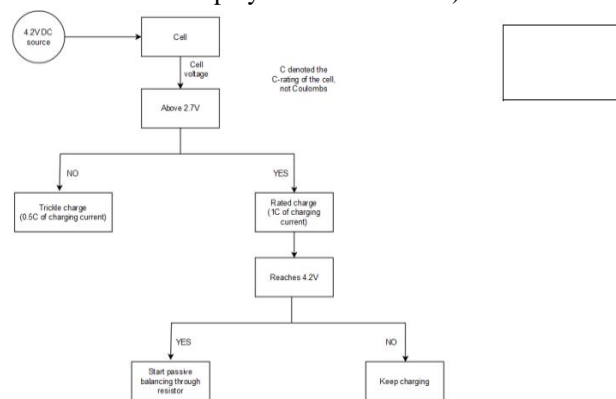 4.2V DC
source
Cell
Cell
voltage
C denoted the
C-rating of the cell,
not Coulombs
Above 2.7V
NO
YES
Trickle charge
(0.5C of charging current)
Rated charge
(1C of charging
current)
Reaches 4.2V
YES
NO
Start passive
balancing through
resistor
Keep charging